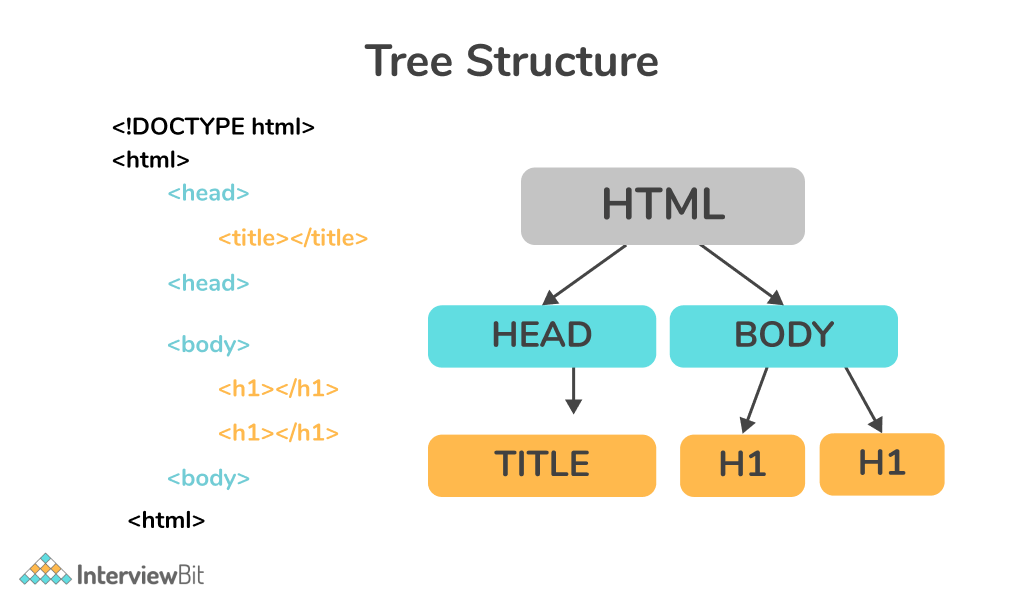 Tree Structure
<!DOCTYPE html>
<html>
<head>
<title></title>
<head>
<body>
<h1></h1>
<h1></h1>
<body>
<html>
HTML
HEAD
BODY
TITLE
H1
H1
InterviewBit